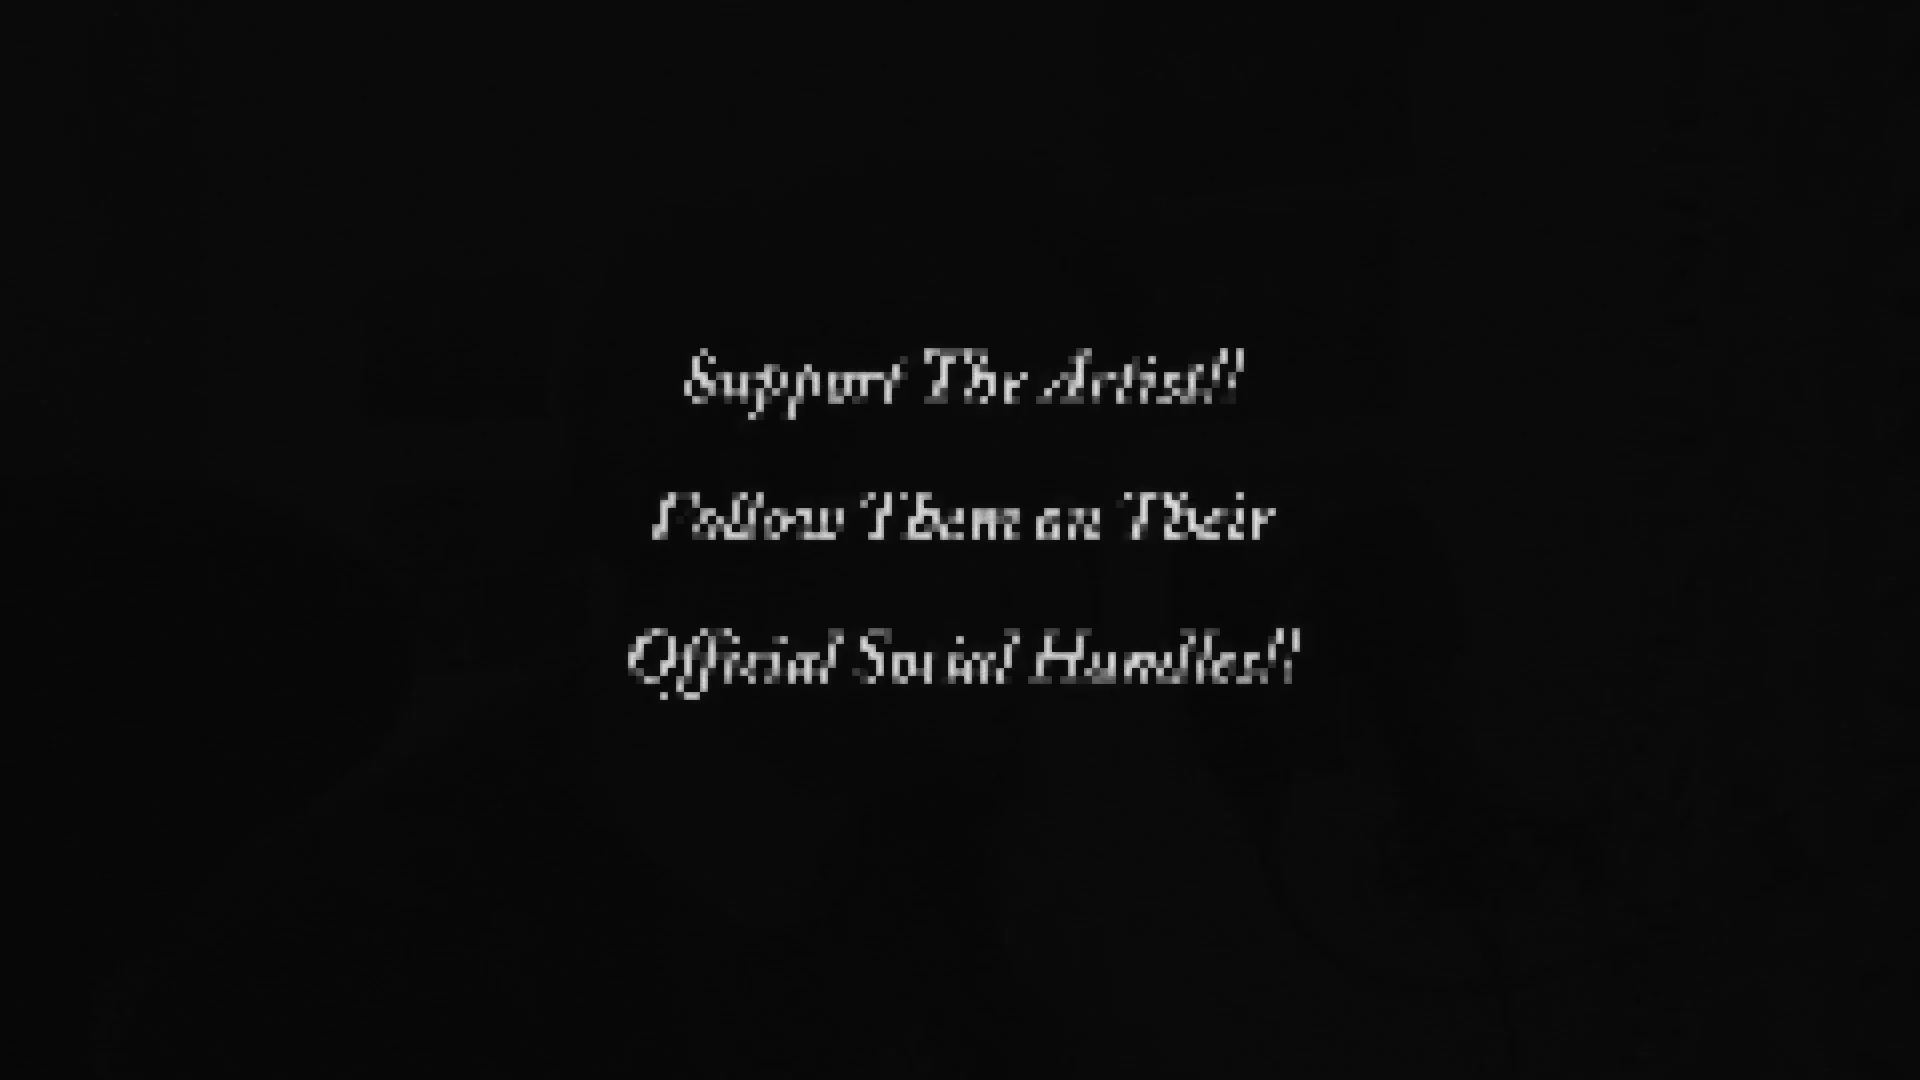 Support The Artist!!
Follow Them on Their
Official Social Handles!!